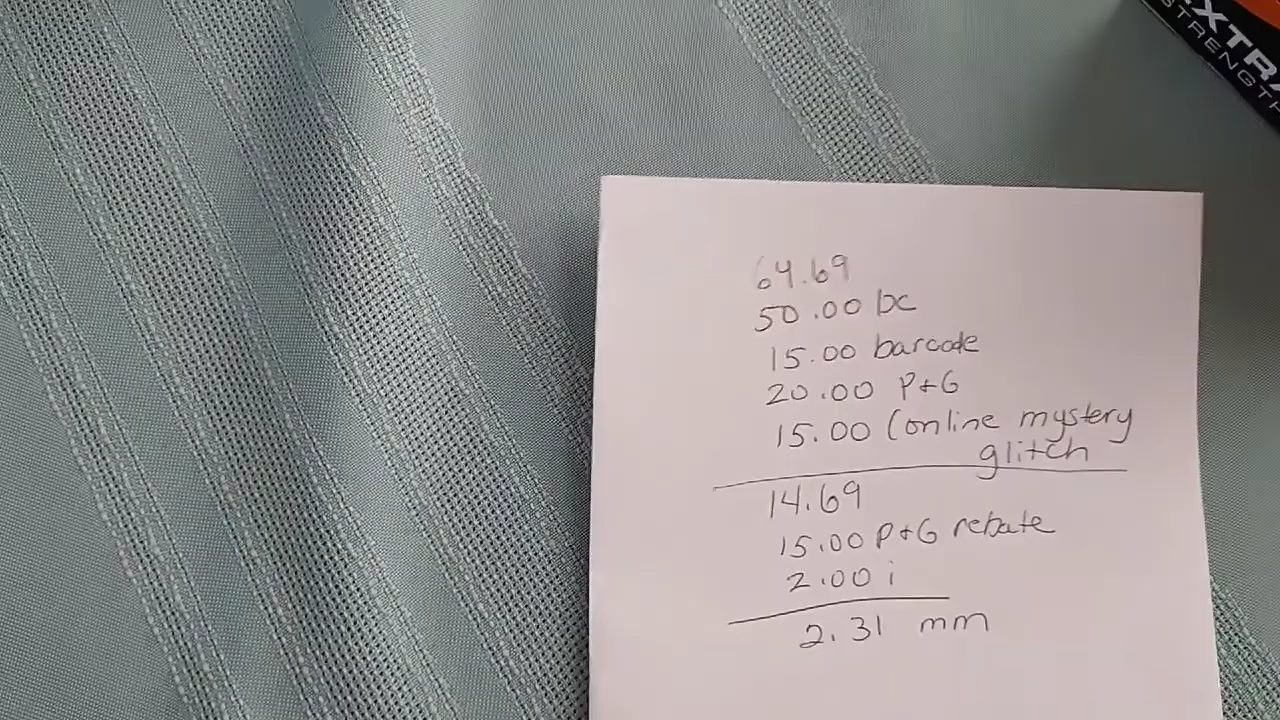 EXTRA
STRENGTH
64.69
50.00 bc
15.00 barcode
20.00 P+G
15.00 (online mystery
glitch
14.69
15.00 P+G rebate
2.00 i
2.31 mm